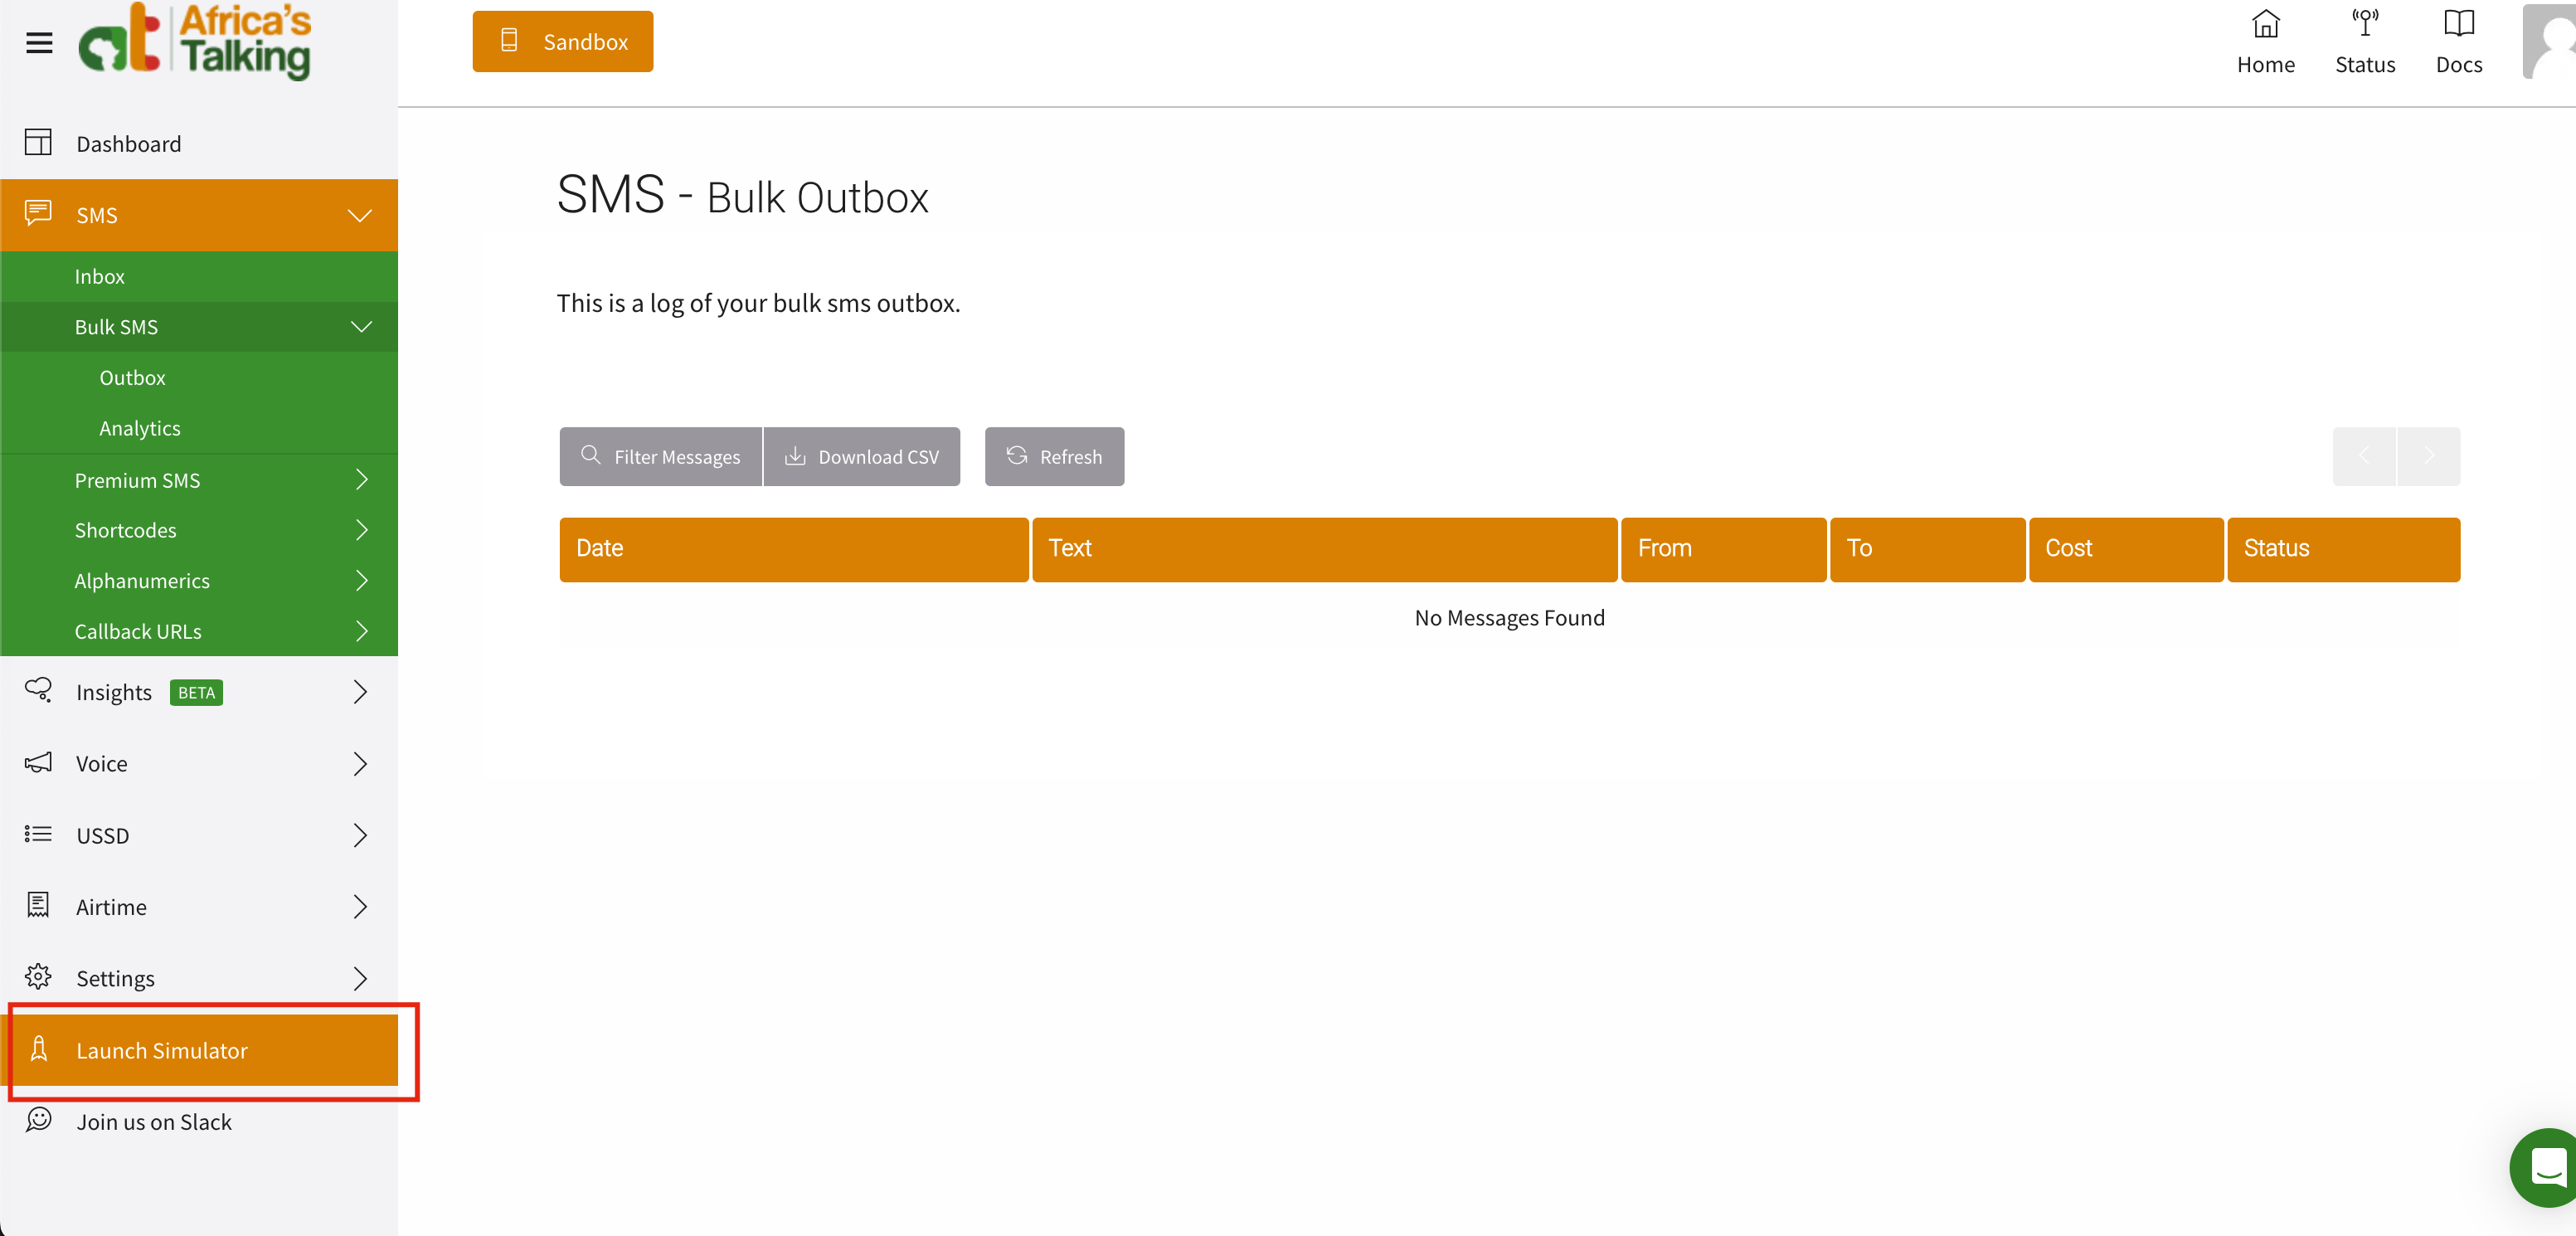 Africa's
Talking
Sandbox
Home
Status
Docs
Dashboard
SMS
Inbox
Bulk SMS
Outbox
Analytics
Premium SMS
Shortcodes
Alphanumerics
Callback URLs
Insights BETA
Voice
USSD
Airtime
Settings
Launch Simulator
Join us on Slack
SMS - Bulk Outbox
This is a log of your bulk sms outbox.
Filter Messages Download CSV Refresh
Date Text From To Cost Status
No Messages Found